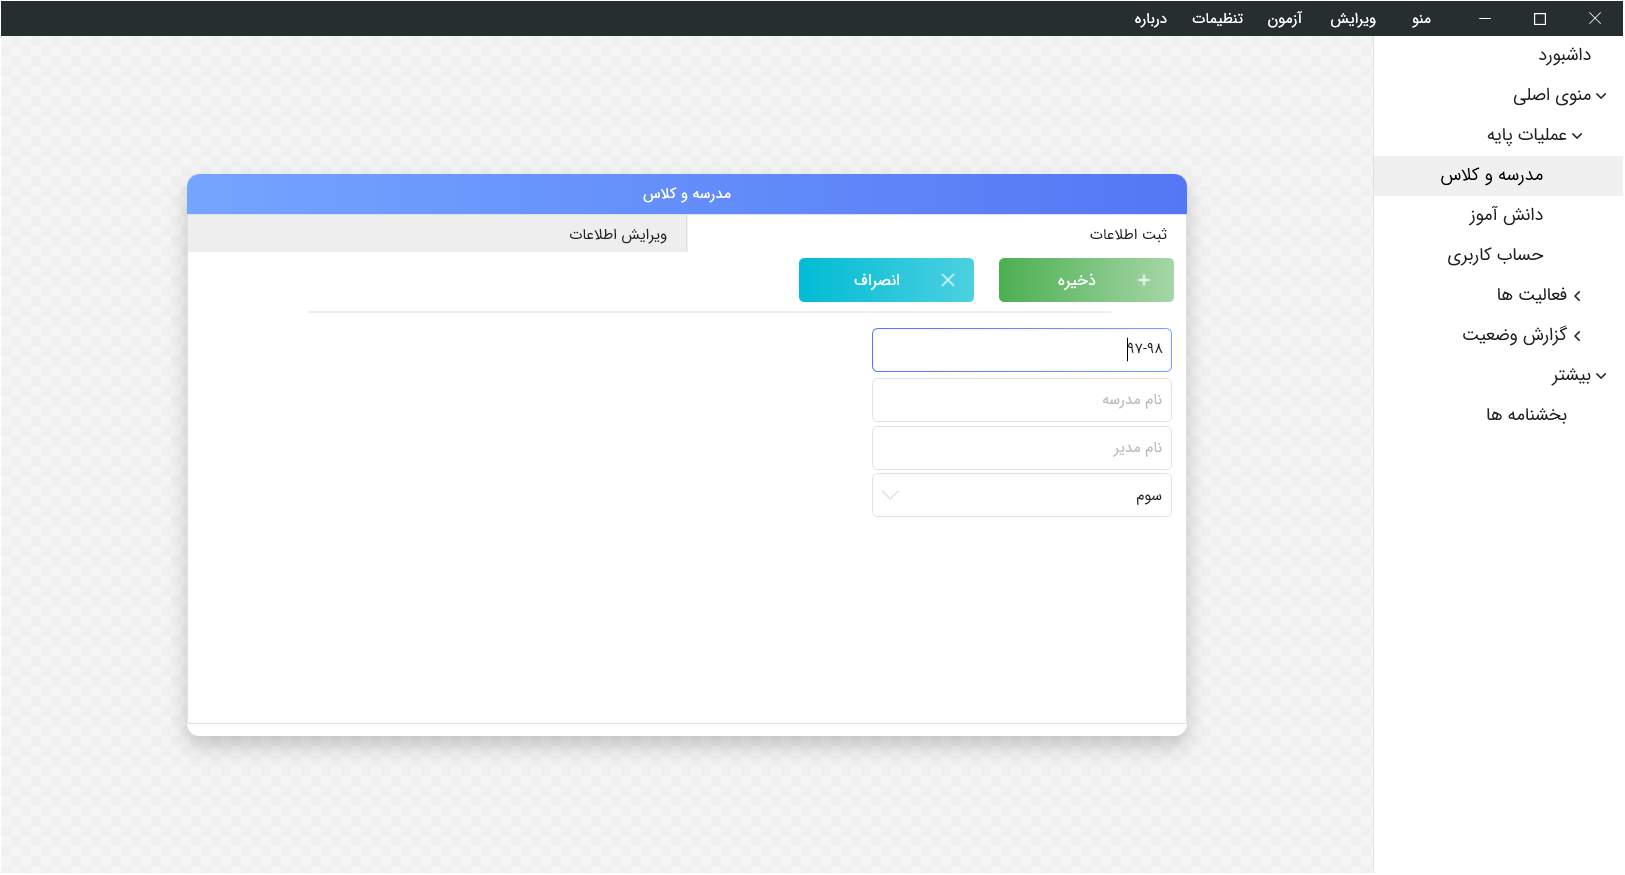 منو
ویرایش
آزمون
تنظیمات
درباره
داشبورد
منوی اصلی
عملیات پایه
مدرسه و کلاس
دانش آموز
حساب کاربری
فعالیت ها
گزارش وضعیت
بیشتر
بخشنامه ها
مدرسه و کلاس
ثبت اطلاعات
ویرایش اطلاعات
ذخیره
انصراف
۹۷-۹۸
نام مدرسه
نام مدیر
سوم